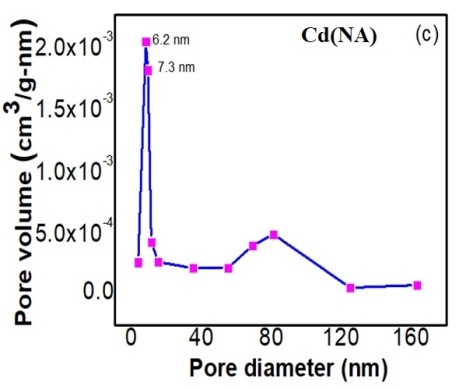 Cd(NA) (c)
6.2 nm
7.3 nm
2.0x10⁻³
1.5x10⁻³
1.0x10⁻³
5.0x10⁻⁴
0.0
Pore volume (cm³/g-nm)
0 40 80 120 160
Pore diameter (nm)